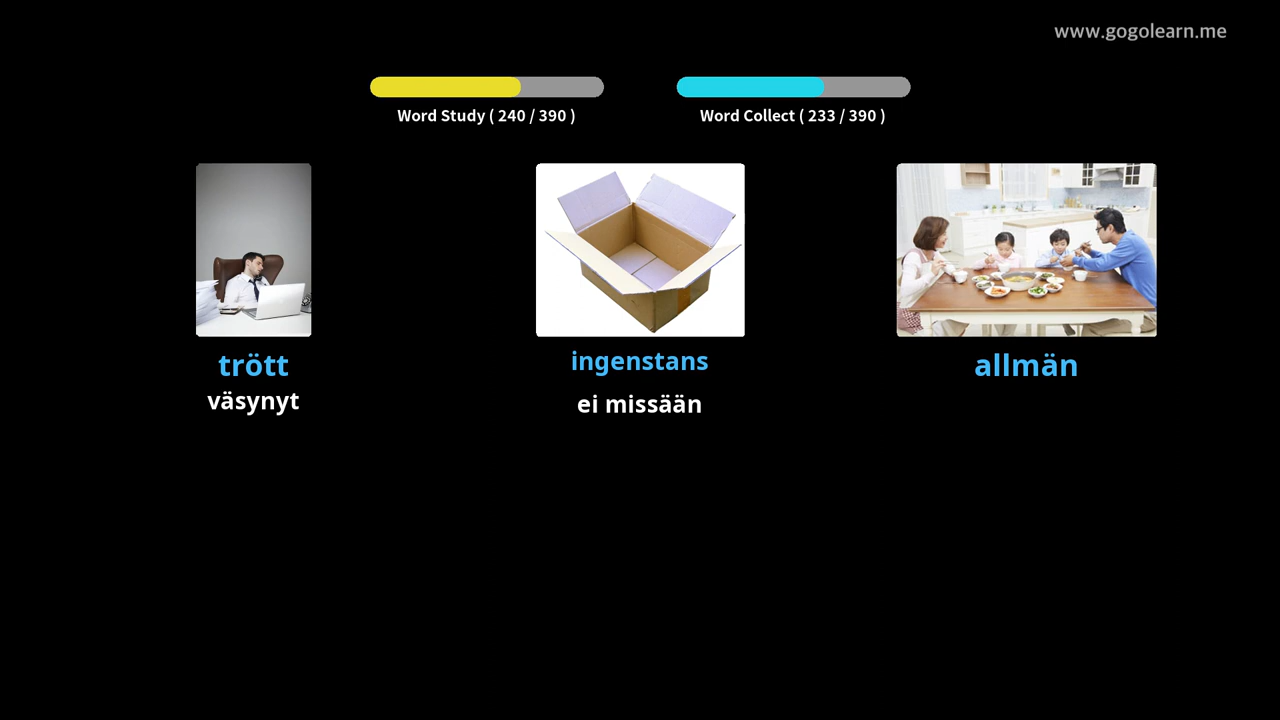 www.gogolearn.me
Word Study ( 240 / 390 )
Word Collect ( 233 / 390 )
trött
väsynyt
ingenstans
ei missään
allmän